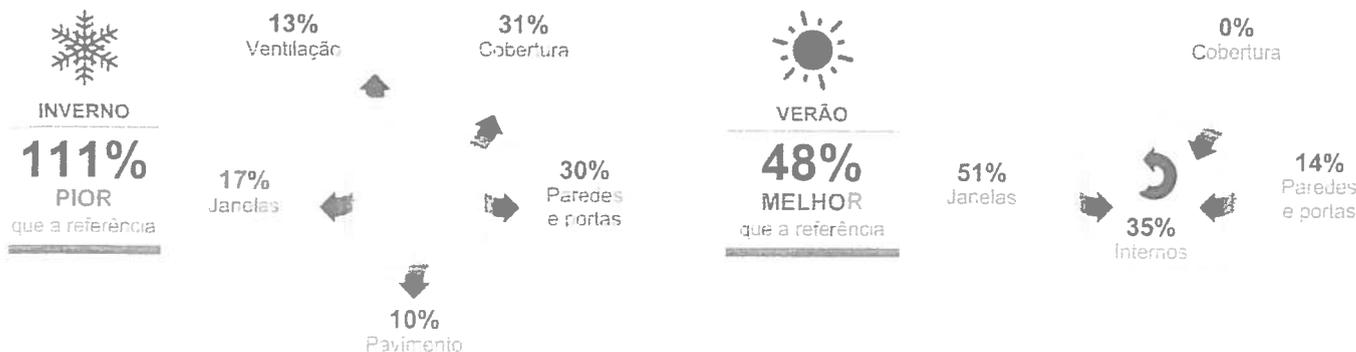 INVERNO
111%
PIOR
que a referência
13%
Ventilação
31%
Cobertura
17%
Janelas
30%
Paredes
e portas
10%
Pavimento
VERÃO
48%
MELHOR
que a referência
0%
Cobertura
51%
Janelas
14%
Paredes
e portas
35%
Internos